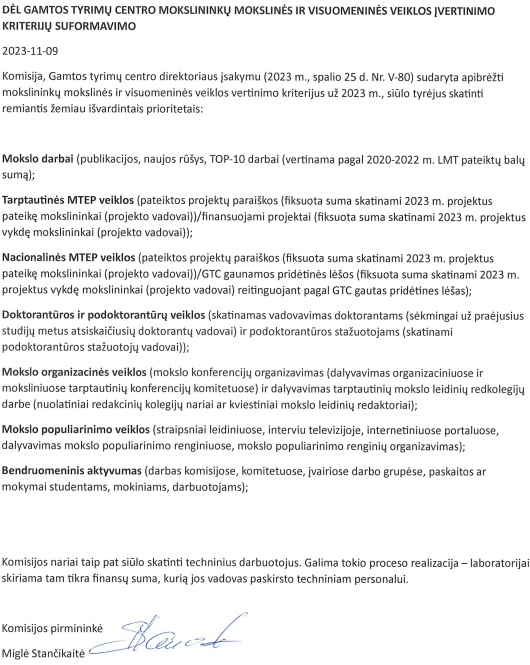 DĖL GAMTOS TYRIMŲ CENTRO MOKSLININKŲ MOKSLINĖS IR VISUOMENINĖS VEIKLOS ĮVERTINIMO
KRITERIJŲ SUFORMAVIMO
2023-11-09
Komisija, Gamtos tyrimų centro direktoriaus įsakymu (2023 m., spalio 25 d. Nr. V-80) sudaryta apibrėžti
mokslininkų mokslinės ir visuomeninės veiklos vertinimo kriterijus už 2023 m., siūlo tyrėjus skatinti
remiantis žemiau išvardintais prioritetais:
Mokslo darbai (publikacijos, naujos rūšys, TOP-10 darbai (vertinama pagal 2020-2022 m. LMT pateiktų balų
sumą);
Tarptautinės MTEP veiklos (pateiktos projektų paraiškos (fiksuota suma skatinami 2023 m. projektus
pateikę mokslininkai (projekto vadovai))/finansuojami projektai (fiksuota suma skatinami 2023 m. projektus
vykdę mokslininkai (projekto vadovai));
Nacionalinės MTEP veiklos (pateiktos projektų paraiškos (fiksuota suma skatinami 2023 m. projektus
pateikę mokslininkai (projekto vadovai))/GTC gaunamos pridėtinės lėšos (fiksuota suma skatinami 2023 m.
projektus vykdę mokslininkai (projekto vadovai) reitinguojant pagal GTC gautas pridėtines lėšas);
Doktorantūros ir podoktorantūrų veiklos (skatinamas vadovavimas doktorantams (sėkmingai už praėjusius
studijų metus atsiskaičiusių doktorantų vadovai) ir podoktorantūros stažuotojams (skatinami
podoktorantūros stažuotojų vadovai));
Mokslo organizacinės veiklos (mokslo konferencijų organizavimas (dalyvavimas organizaciniuose ir
moksliniuose tarptautinių konferencijų komitetuose) ir dalyvavimas tarptautinių mokslo leidinių redkolegijų
darbe (nuolatiniai redakcinių kolegijų nariai ar kviestiniai mokslo leidinių redaktoriai);
Mokslo populiarinimo veiklos (straipsniai leidiniuose, interviu televizijoje, internetiniuose portaluose,
dalyvavimas mokslo populiarinimo renginiuose, mokslo populiarinimo renginių organizavimas);
Bendruomeninis aktyvumas (darbas komisijose, komitetuose, įvairiose darbo grupėse, paskaitos ar
mokymai studentams, mokiniams, darbuotojams);
Komisijos nariai taip pat siūlo skatinti techninius darbuotojus. Galima tokio proceso realizacija – laboratorijai
skiriama tam tikra finansų suma, kurią jos vadovas paskirsto techniniam personalui.
Komisijos pirmininkė
Miglė Stančikaitė